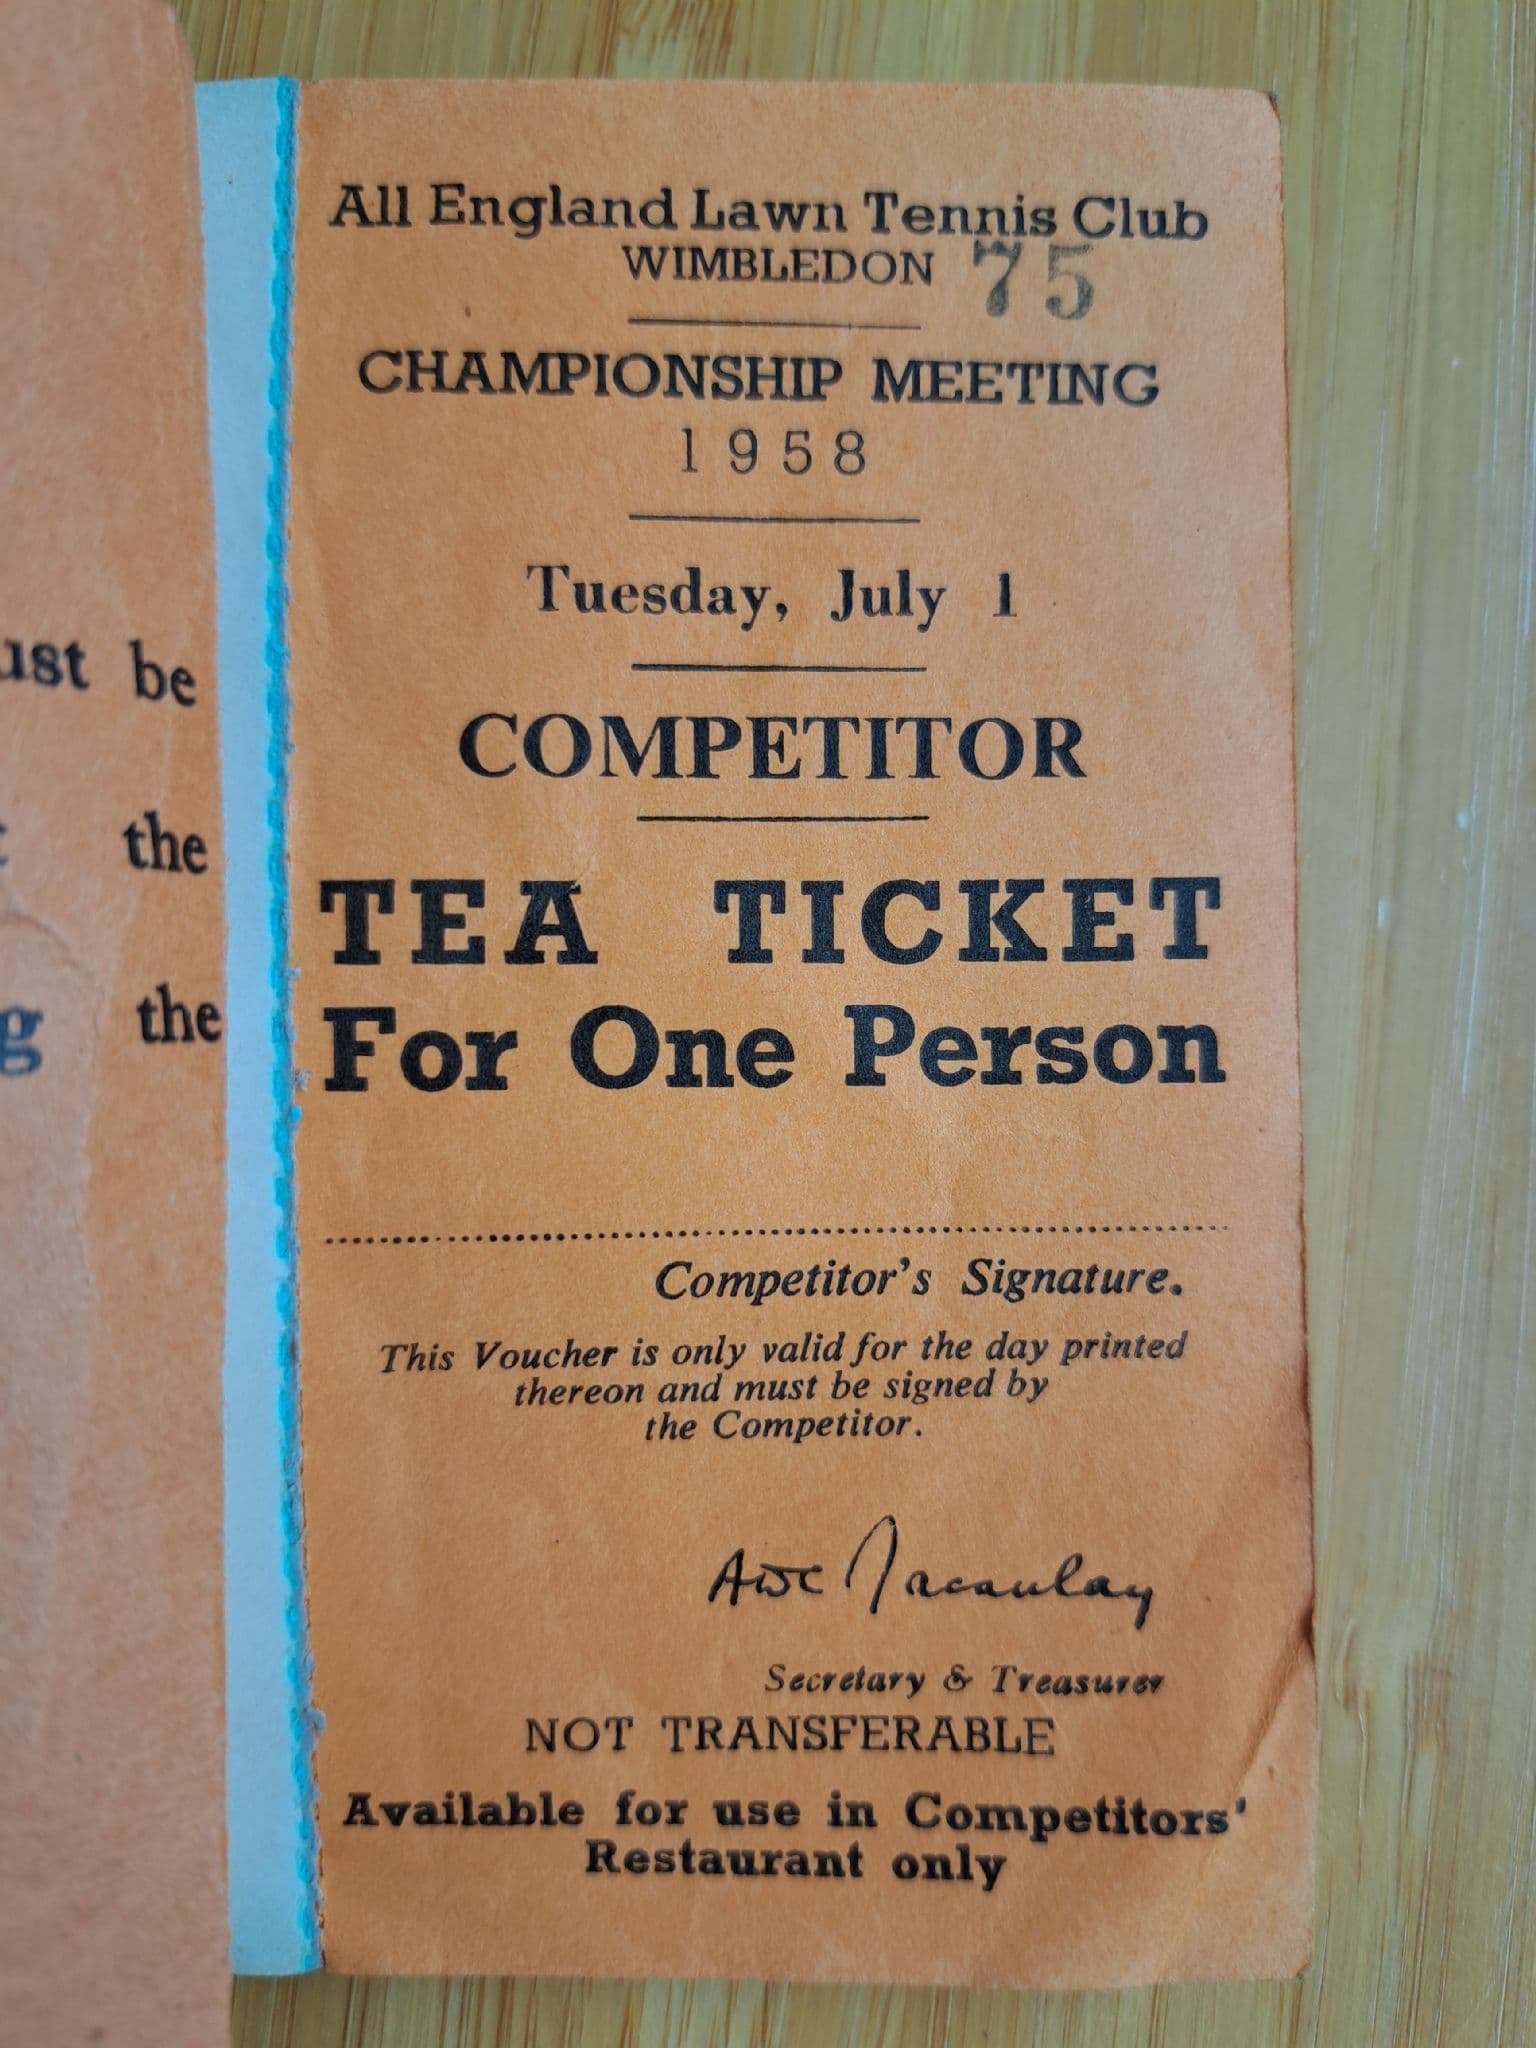 All England Lawn Tennis Club
WIMBLEDON 75
CHAMPIONSHIP MEETING
1958
Tuesday, July 1
COMPETITOR
TEA TICKET
For One Person
Competitor's Signature.
This Voucher is only valid for the day printed
thereon and must be signed by
the Competitor.
AWC Macaulay
Secretary & Treasurer
NOT TRANSFERABLE
Available for use in Competitors'
Restaurant only
be
the
the